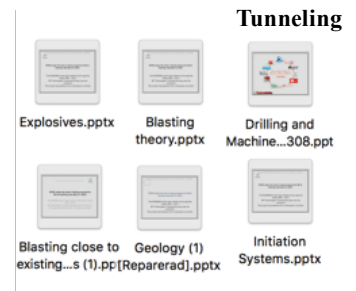 Tunneling
Explosives.pptx
Blasting
theory.pptx
Drilling and
Machine...308.ppt
Blasting close to
existing...s (1).pp
Geology (1)
[Reparerad].pptx
Initiation
Systems.pptx